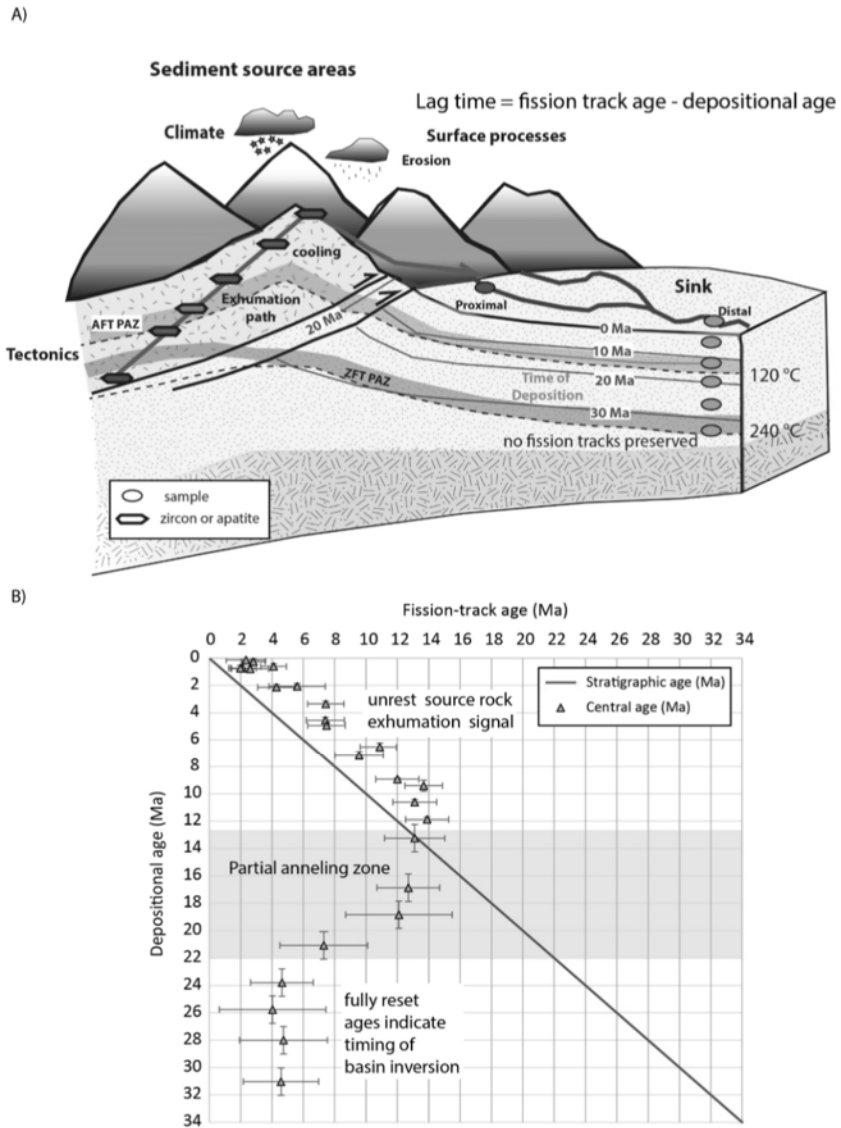 A)
Sediment source areas
Lag time = fission track age - depositional age
Climate
Surface processes
Erosion
cooling
Sink
Exhumation
path
Proximal
Distal
AFT PAZ
20 Ma
0 Ma
Tectonics
10 Ma
120 °C
ZFT PAZ
Time of
Deposition
20 Ma
30 Ma
240 °C
no fission tracks preserved
sample
zircon or apatite
B)
Fission-track age (Ma)
0 2 4 6 8 10 12 14 16 18 20 22 24 26 28 30 32 34
0
2
4
6
8
10
12
14
16
18
20
22
24
26
28
30
32
34
Depositional age (Ma)
Stratigraphic age (Ma)
Central age (Ma)
unrest source rock
exhumation signal
Partial anneling zone
fully reset
ages indicate
timing of
basin inversion